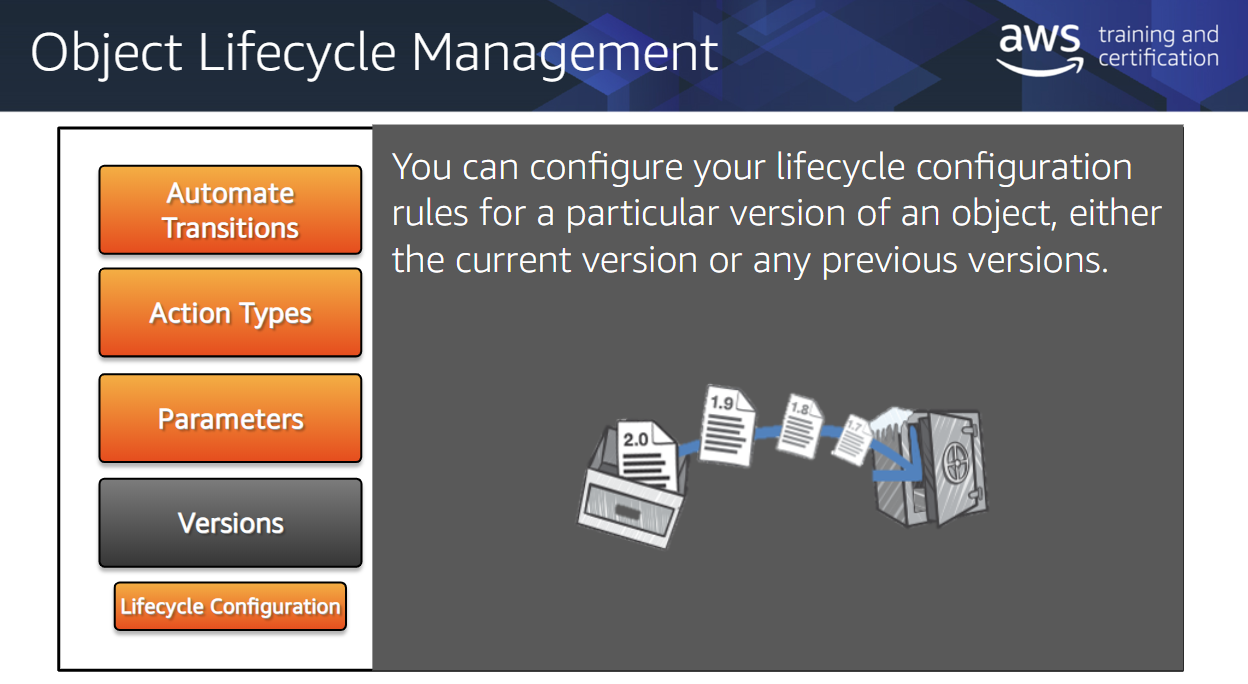 Object Lifecycle Management
aws
training and
certification
Automate
Transitions
Action Types
Parameters
Versions
Lifecycle Configuration
You can configure your lifecycle configuration
rules for a particular version of an object, either
the current version or any previous versions.
2.0
1.9
1.8
1.7